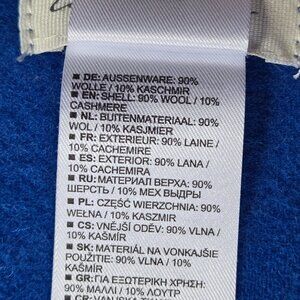 ■ DE: AUSSENWARE: 90%
WOLLE / 10% KASCHMIR
■ EN: SHELL: 90% WOOL / 10%
CASHMERE
■ NL: BUITENMATERIAAL: 90%
WOL / 10% KASJMIER
■ FR: EXTERIEUR: 90% LAINE /
10% CACHEMIRE
■ ES: EXTERIOR: 90% LANA /
10% CACHEMIRA
■ RU: МАТЕРИАЛ ВЕРХА: 90%
ШЕРСТЬ / 10% МЕХ ВЫДРЫ
■ PL: CZĘŚĆ WIERZCHNIA: 90%
WEŁNA / 10% KASZMIR
■ CS: VNĚJŠÍ ODĚV: 90% VLNA /
10% KAŠMÍR
■ SK: MATERIÁL NA VONKAJŠIE
POUŽITIE: 90% VLNA / 10%
KAŠMÍR
■ GR: ΓΙΑ ΕΞΩΤΕΡΙΚΗ ΧΡΗΣΗ:
90% ΜΑΛΛΙ / 10% ΛΟΥΤΡ